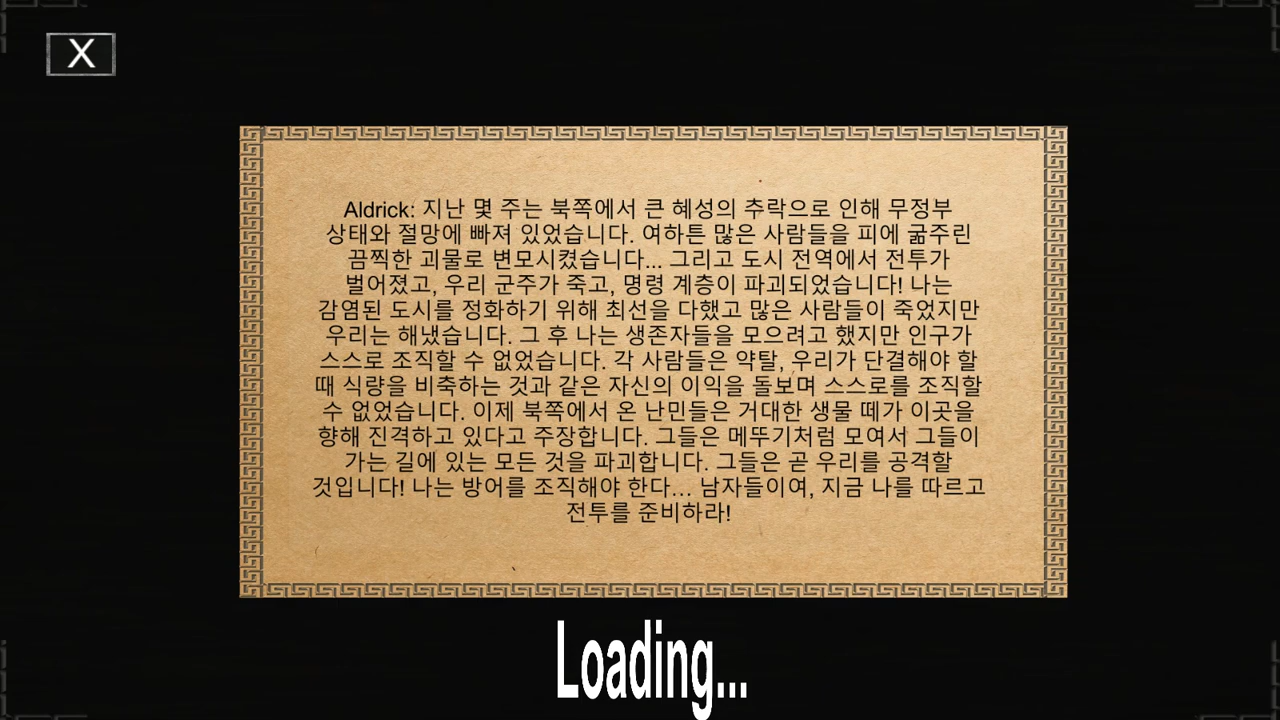 X
Aldrick: 지난 몇 주는 북쪽에서 큰 혜성의 추락으로 인해 무정부
상태와 절망에 빠져 있었습니다. 여하튼 많은 사람들을 피에 굶주린
끔찍한 괴물로 변모시켰습니다... 그리고 도시 전역에서 전투가
벌어졌고, 우리 군주가 죽고, 명령 계층이 파괴되었습니다! 나는
감염된 도시를 정화하기 위해 최선을 다했고 많은 사람들이 죽었지만
우리는 해냈습니다. 그 후 나는 생존자들을 모으려고 했지만 인구가
스스로 조직할 수 없었습니다. 각 사람들은 약탈, 우리가 단결해야 할
때 식량을 비축하는 것과 같은 자신의 이익을 돌보며 스스로를 조직할
수 없었습니다. 이제 북쪽에서 온 난민들은 거대한 생물 떼가 이곳을
향해 진격하고 있다고 주장합니다. 그들은 메뚜기처럼 모여서 그들이
가는 길에 있는 모든 것을 파괴합니다. 그들은 곧 우리를 공격할
것입니다! 나는 방어를 조직해야 한다... 남자들이여, 지금 나를 따르고
전투를 준비하라!
Loading...